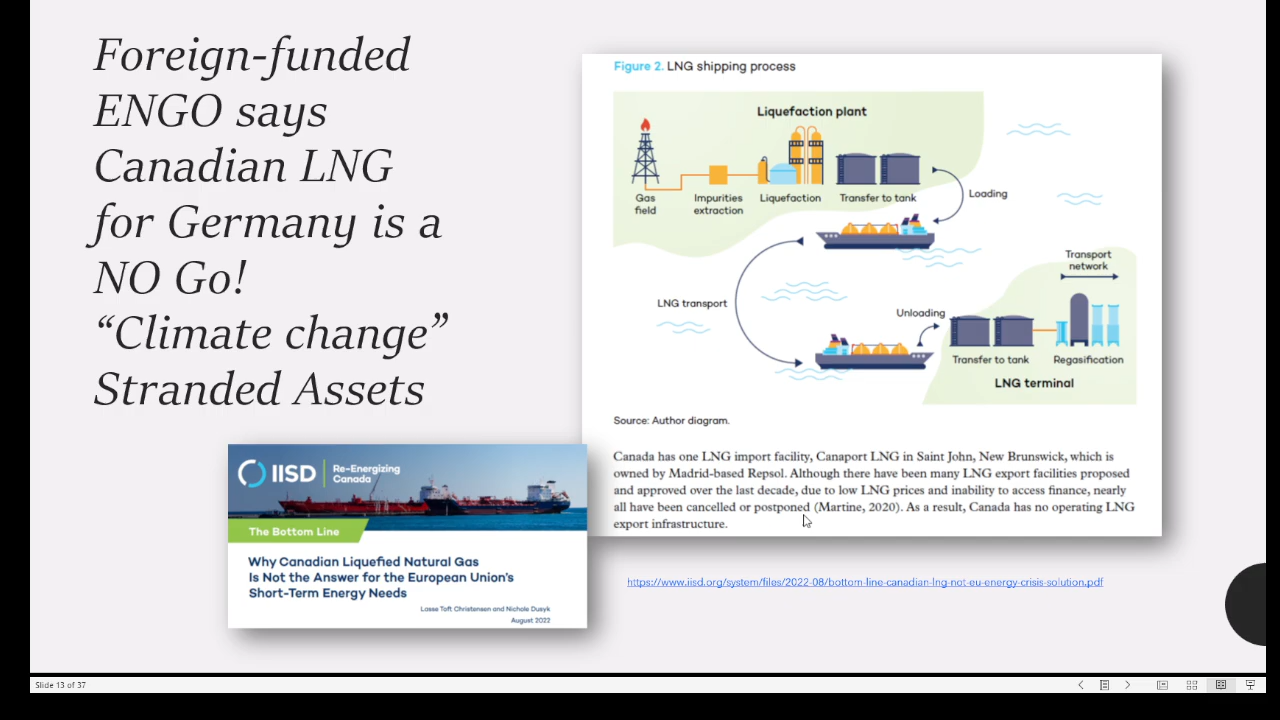 Foreign-funded
ENGO says
Canadian LNG
for Germany is a
NO Go!
“Climate change”
Stranded Assets
Figure 2. LNG shipping process
Liquefaction plant
Gas
field
Impurities
extraction
Liquefaction
Transfer to tank
Loading
LNG transport
Transport
network
Unloading
Transfer to tank
Regasification
LNG terminal
Source: Author diagram.
Canada has one LNG import facility, Canaport LNG in Saint John, New Brunswick, which is
owned by Madrid-based Repsol. Although there have been many LNG export facilities proposed
and approved over the last decade, due to low LNG prices and inability to access finance, nearly
all have been cancelled or postponed (Martine, 2020). As a result, Canada has no operating LNG
export infrastructure.
IISD
Re-Energizing
Canada
The Bottom Line
Why Canadian Liquefied Natural Gas
Is Not the Answer for the European Union’s
Short-Term Energy Needs
Lasse Toft Christensen and Nichole Dusyk
August 2022
https://www.iisd.org/system/files/2022-08/bottom-line-canadian-lng-not-eu-energy-crisis-solution.pdf
Slide 13 of 37